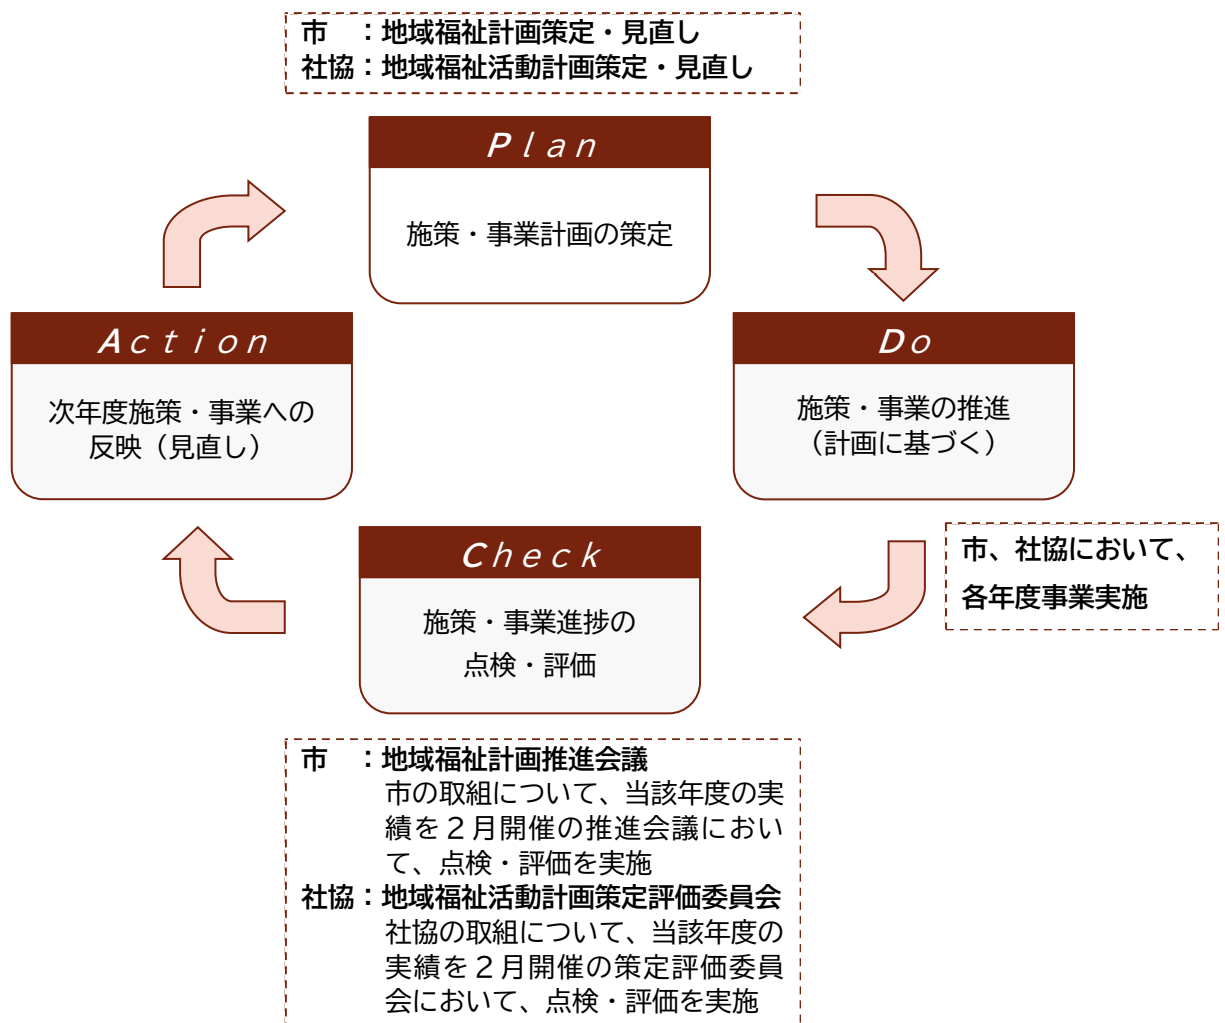 市　：地域福祉計画策定・見直し
社協：地域福祉活動計画策定・見直し
Plan
施策・事業計画の策定
Action
次年度施策・事業への
反映（見直し）
Do
施策・事業の推進
（計画に基づく）
市、社協において、
各年度事業実施
Check
施策・事業進捗の
点検・評価
市　：地域福祉計画推進会議
市の取組について、当該年度の実
績を２月開催の推進会議におい
て、点検・評価を実施
社協：地域福祉活動計画策定評価委員会
社協の取組について、当該年度の
実績を２月開催の策定評価委員
会において、点検・評価を実施